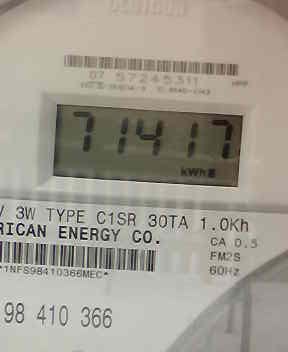 07 57245311
71417
kWh
V 3W TYPE C1SR 30TA 1.0Kh
RICAN ENERGY CO.
CA 0.5
FM2S
60Hz
*1NFS98410366MEC*
98 410 366